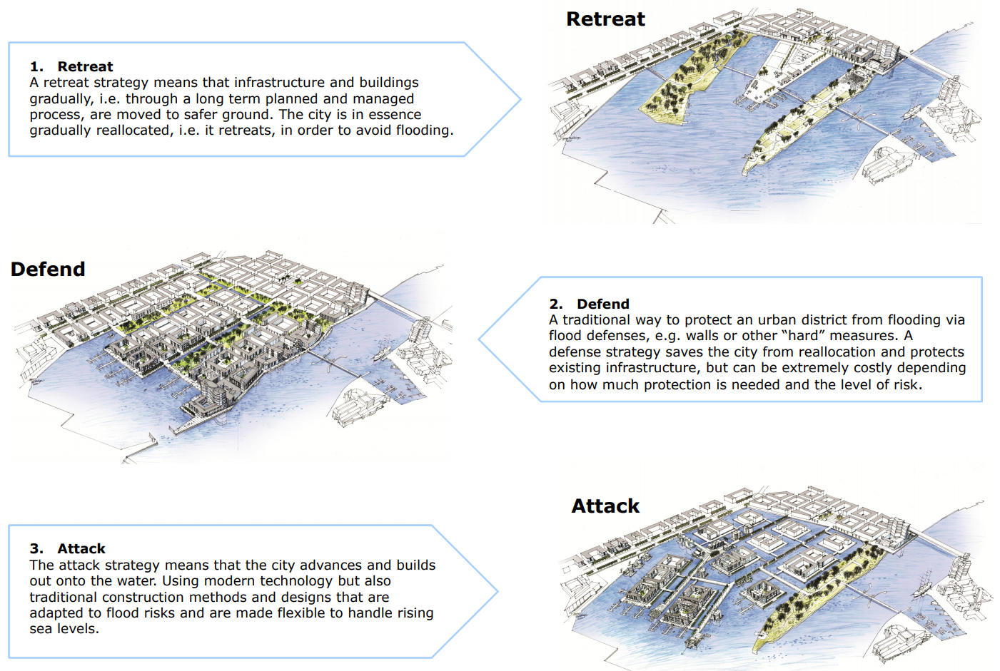 Retreat
1. Retreat
A retreat strategy means that infrastructure and buildings
gradually, i.e. through a long term planned and managed
process, are moved to safer ground. The city is in essence
gradually reallocated, i.e. it retreats, in order to avoid flooding.
Defend
2. Defend
A traditional way to protect an urban district from flooding via
flood defenses, e.g. walls or other “hard” measures. A
defense strategy saves the city from reallocation and protects
existing infrastructure, but can be extremely costly depending
on how much protection is needed and the level of risk.
Attack
3. Attack
The attack strategy means that the city advances and builds
out onto the water. Using modern technology but also
traditional construction methods and designs that are
adapted to flood risks and are made flexible to handle rising
sea levels.